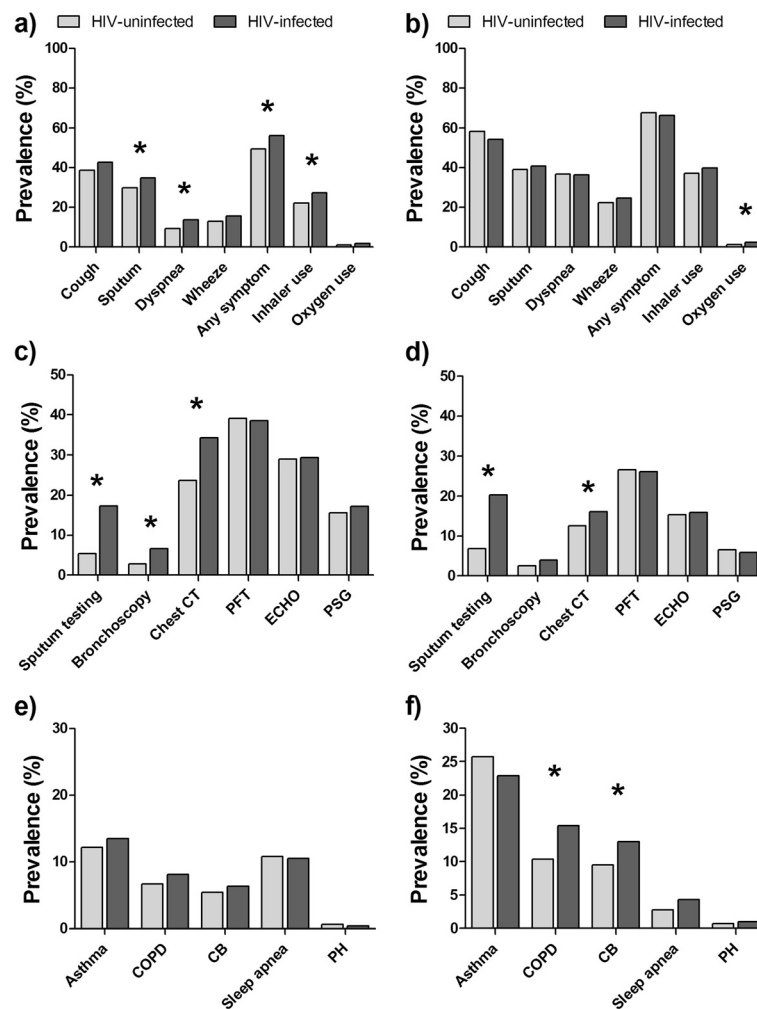 a) HIV-uninfected HIV-infected
Prevalence (%)
100
80
60
40
20
0
* * * *
Cough Sputum Dyspnea Wheeze Any symptom Inhaler use Oxygen use
b) HIV-uninfected HIV-infected
Prevalence (%)
100
80
60
40
20
0
*
Cough Sputum Dyspnea Wheeze Any symptom Inhaler use Oxygen use
c)
Prevalence (%)
50
40
30
20
10
0
* * *
Sputum testing Bronchoscopy Chest CT PFT ECHO PSG
d)
Prevalence (%)
50
40
30
20
10
0
* *
Sputum testing Bronchoscopy Chest CT PFT ECHO PSG
e)
Prevalence (%)
30
20
10
0
Asthma COPD CB Sleep apnea PH
f)
Prevalence (%)
30
25
20
15
10
5
0
* *
Asthma COPD CB Sleep apnea PH